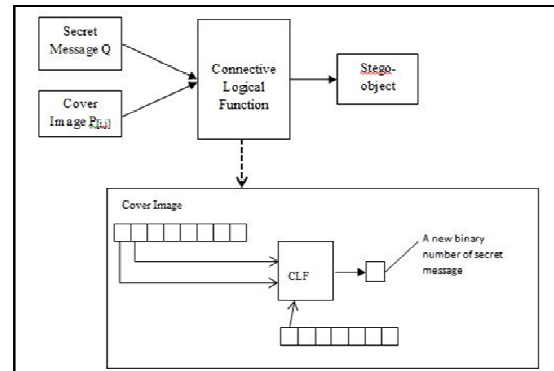 Secret
Message Q
Cover
Image P[i,j]
Connective
Logical
Function
Stego-
object
Cover Image
CLF
A new binary
number of secret
message